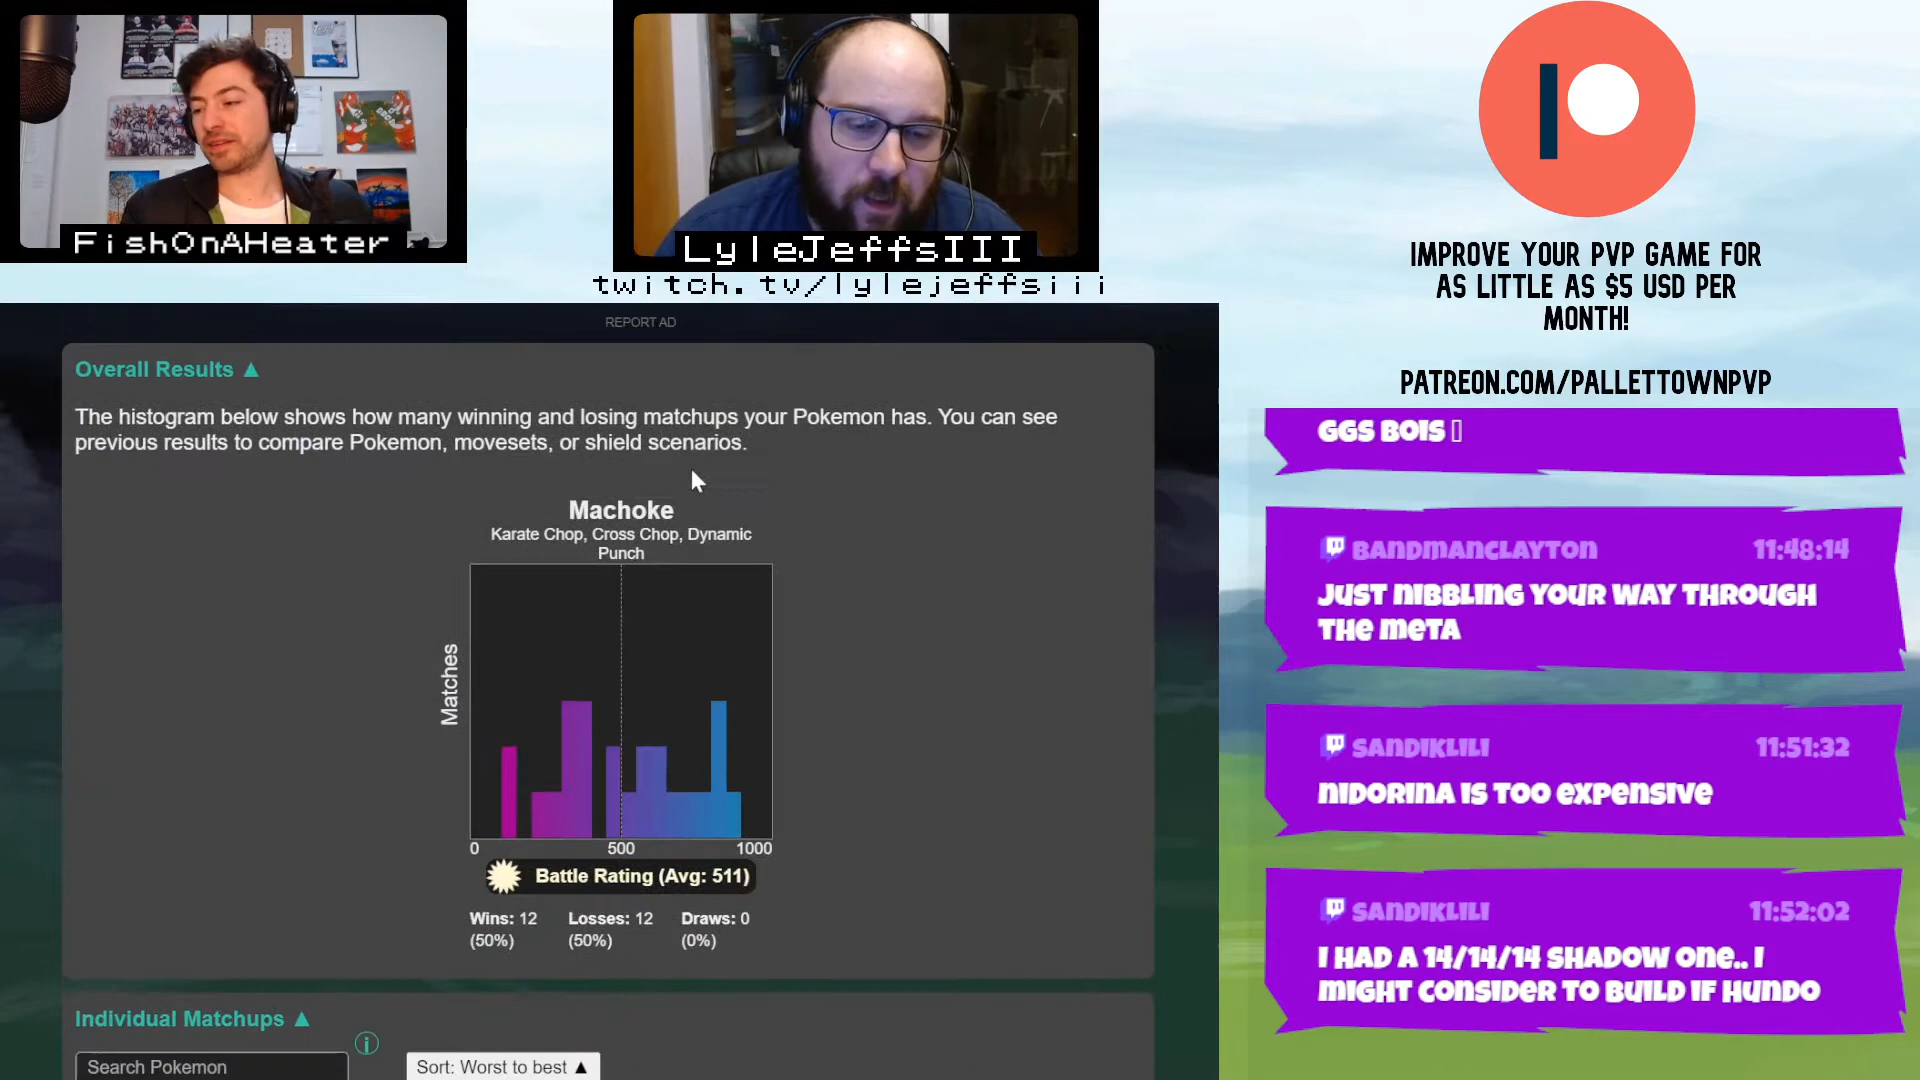 FishOnAHeater
LyleJeffsIII
twitch.tv/lylejeffsiii
IMPROVE YOUR PVP GAME FOR
AS LITTLE AS $5 USD PER
MONTH!
PATREON.COM/PALLETTOWNPVP
REPORT AD
Overall Results ▲
The histogram below shows how many winning and losing matchups your Pokemon has. You can see
previous results to compare Pokemon, movesets, or shield scenarios.
Machoke
Karate Chop, Cross Chop, Dynamic
Punch
Matches
0 500 1000
Battle Rating (Avg: 511)
Wins: 12 Losses: 12 Draws: 0
(50%) (50%) (0%)
Individual Matchups ▲
i
Search Pokemon
Sort: Worst to best ▲
GGS BOIS
BANDMANCLAYTON 11:48:14
JUST NIBBLING YOUR WAY THROUGH
THE META
SANDIKLILI 11:51:32
NIDORINA IS TOO EXPENSIVE
SANDIKLILI 11:52:02
I HAD A 14/14/14 SHADOW ONE.. I
MIGHT CONSIDER TO BUILD IF HUNDO